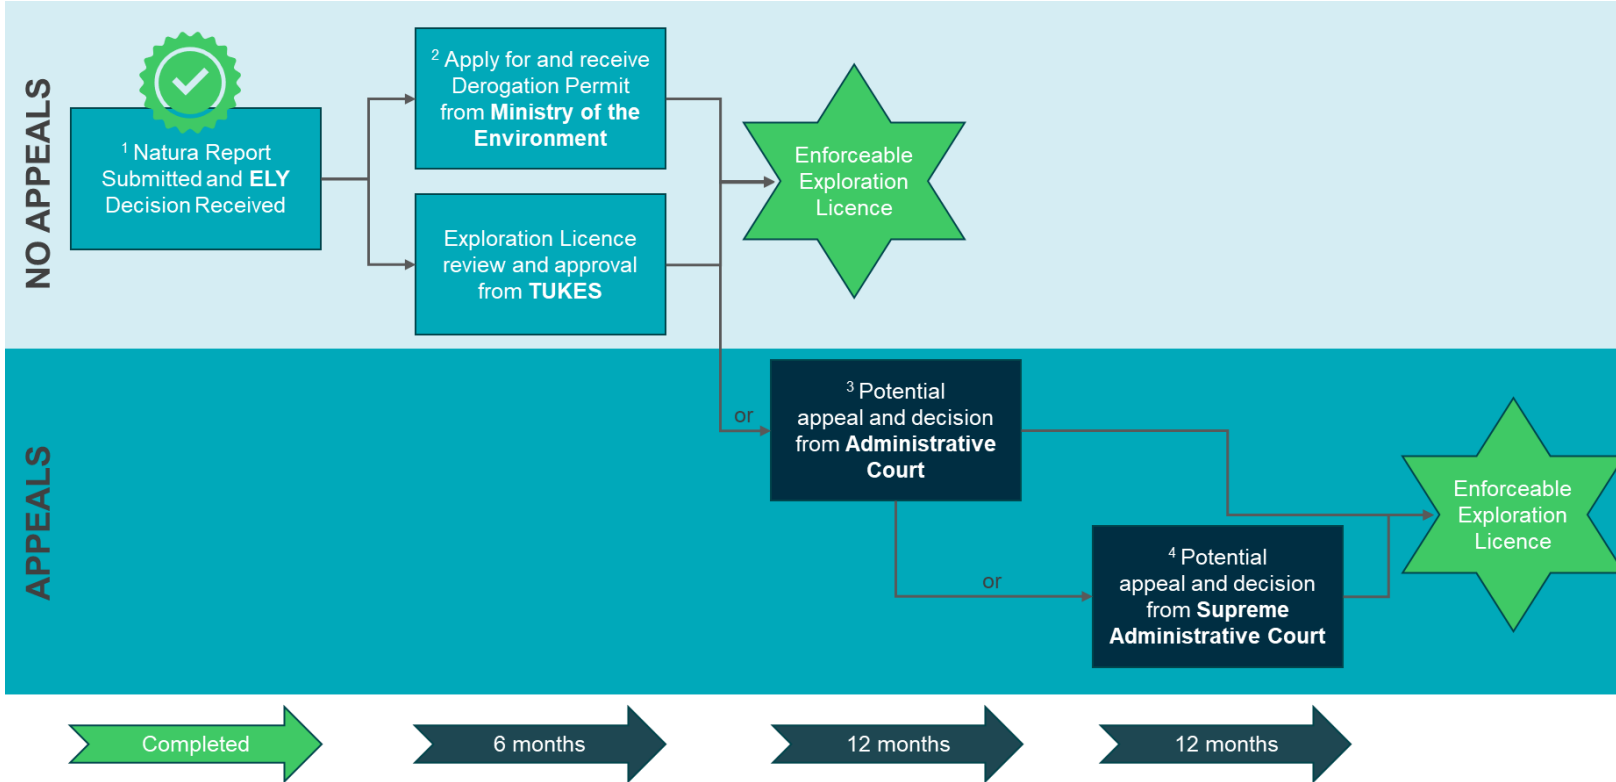 NO APPEALS
1 Natura Report
Submitted and ELY
Decision Received
2 Apply for and receive
Derogation Permit
from Ministry of the
Environment
Exploration Licence
review and approval
from TUKES
Enforceable
Exploration
Licence
APPEALS
or
3 Potential
appeal and decision
from Administrative
Court
or
4 Potential
appeal and decision
from Supreme
Administrative Court
Enforceable
Exploration
Licence
Completed
6 months
12 months
12 months